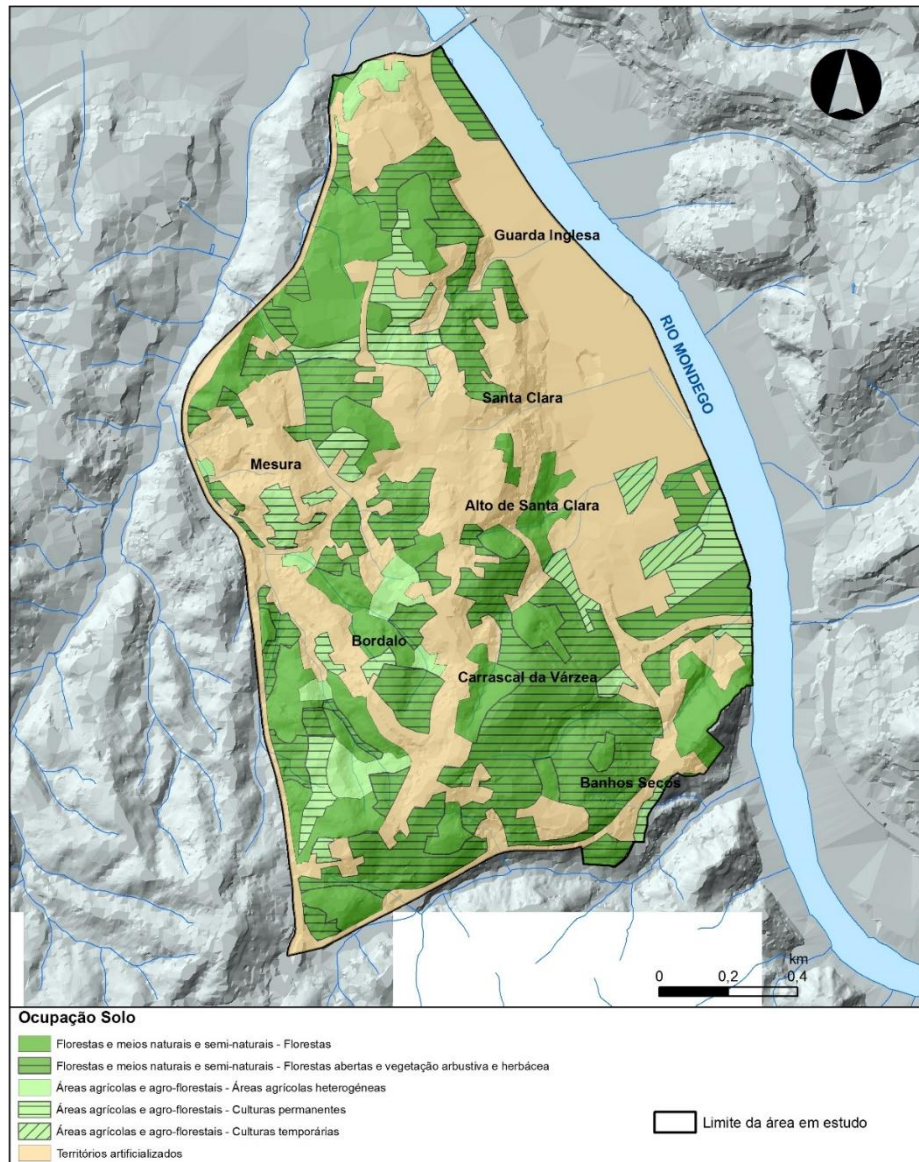 Guarda Inglesa
RIO MONDEGO
Santa Clara
Mesura
Alto de Santa Clara
Bordalo
Carrascal da Várzea
Banhos Secos
km
0 0,2 0,4
Ocupação Solo
Florestas e meios naturais e semi-naturais - Florestas
Florestas e meios naturais e semi-naturais - Florestas abertas e vegetação arbustiva e herbácea
Áreas agrícolas e agro-florestais - Áreas agrícolas heterogéneas
Áreas agrícolas e agro-florestais - Culturas permanentes
Áreas agrícolas e agro-florestais - Culturas temporárias
Territórios artificializados
Limite da área em estudo